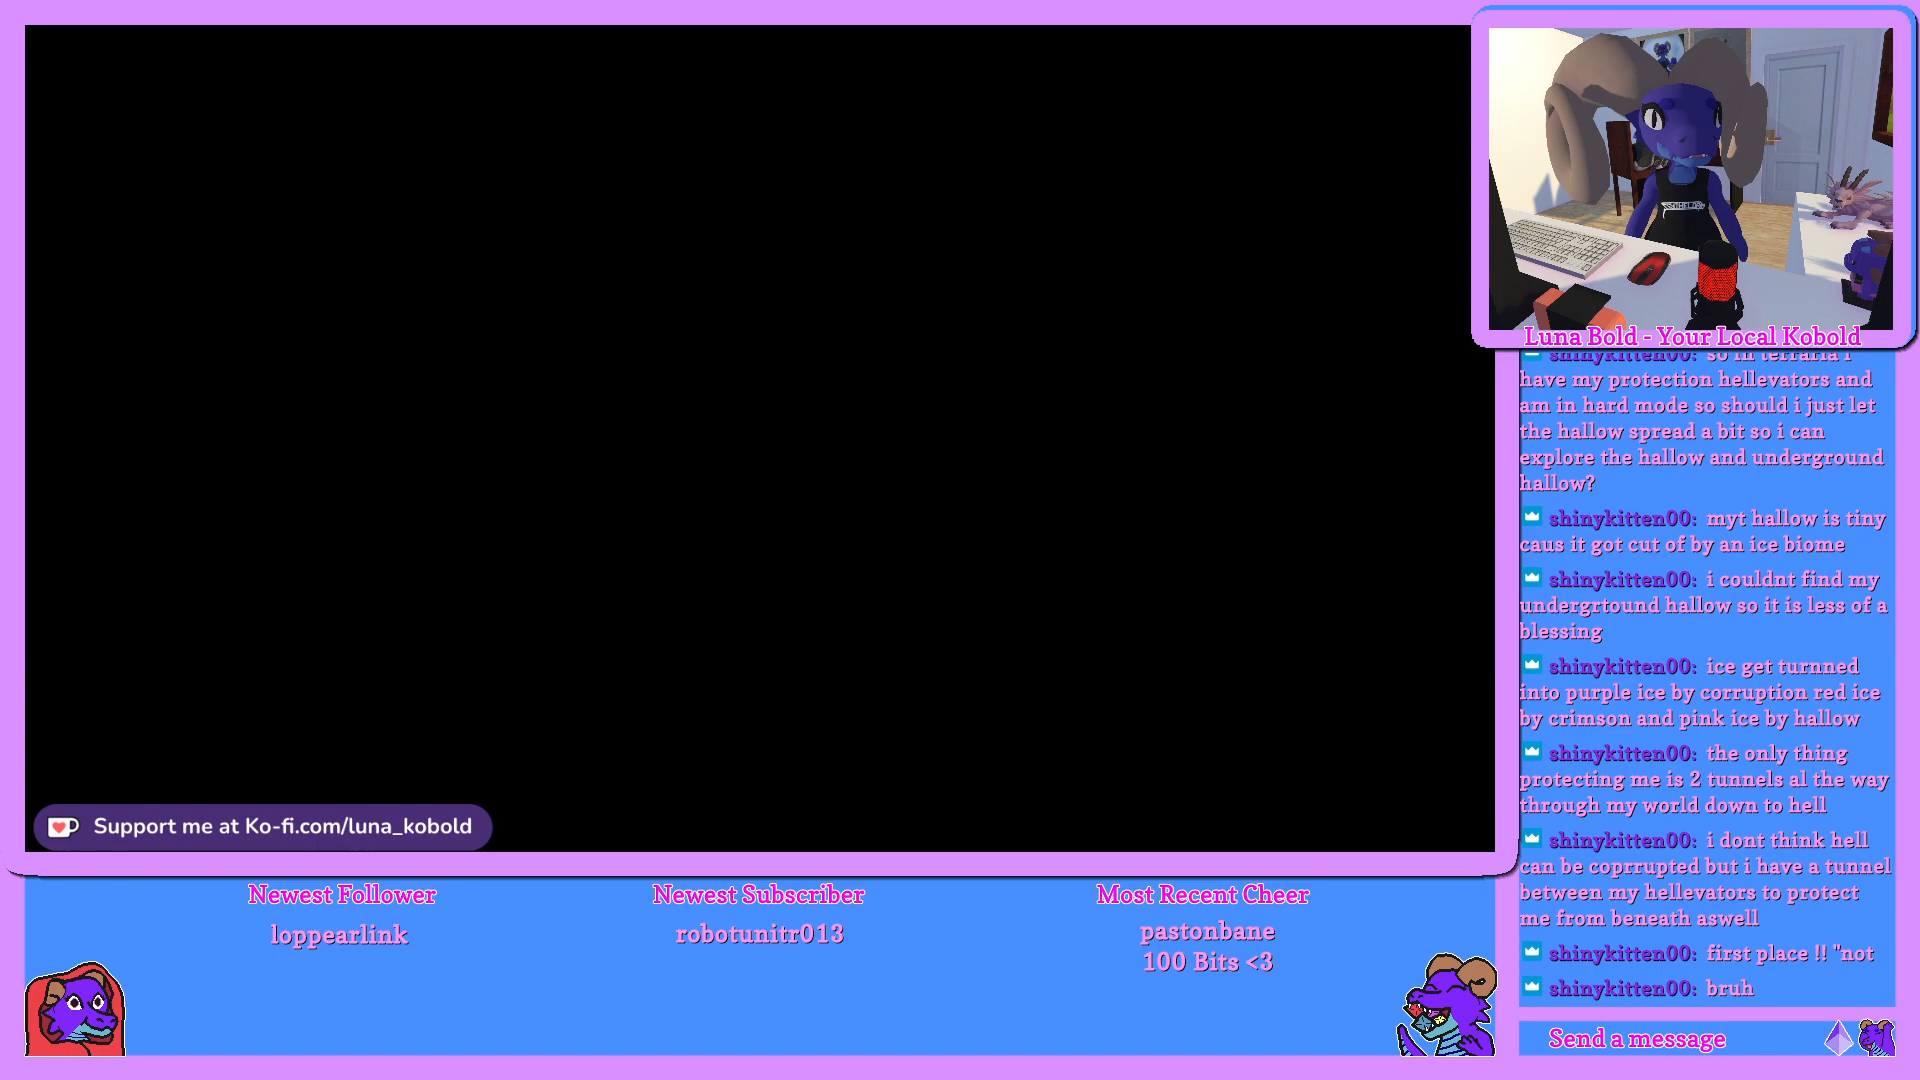 Luna Bold - Your Local Kobold
shinykitten00: so in terraria i
have my protection hellevators and
am in hard mode so should i just let
the hallow spread a bit so i can
explore the hallow and underground
hallow?
shinykitten00: myt hallow is tiny
caus it got cut of by an ice biome
shinykitten00: i couldnt find my
undergrtound hallow so it is less of a
blessing
shinykitten00: ice get turnned
into purple ice by corruption red ice
by crimson and pink ice by hallow
shinykitten00: the only thing
protecting me is 2 tunnels al the way
through my world down to hell
shinykitten00: i dont think hell
can be coprrupted but i have a tunnel
between my hellevators to protect
me from beneath aswell
shinykitten00: first place !! "not
shinykitten00: bruh
Send a message
Support me at Ko-fi.com/luna_kobold
Newest Follower
loppearlink
Newest Subscriber
robotunitr013
Most Recent Cheer
pastonbane
100 Bits <3